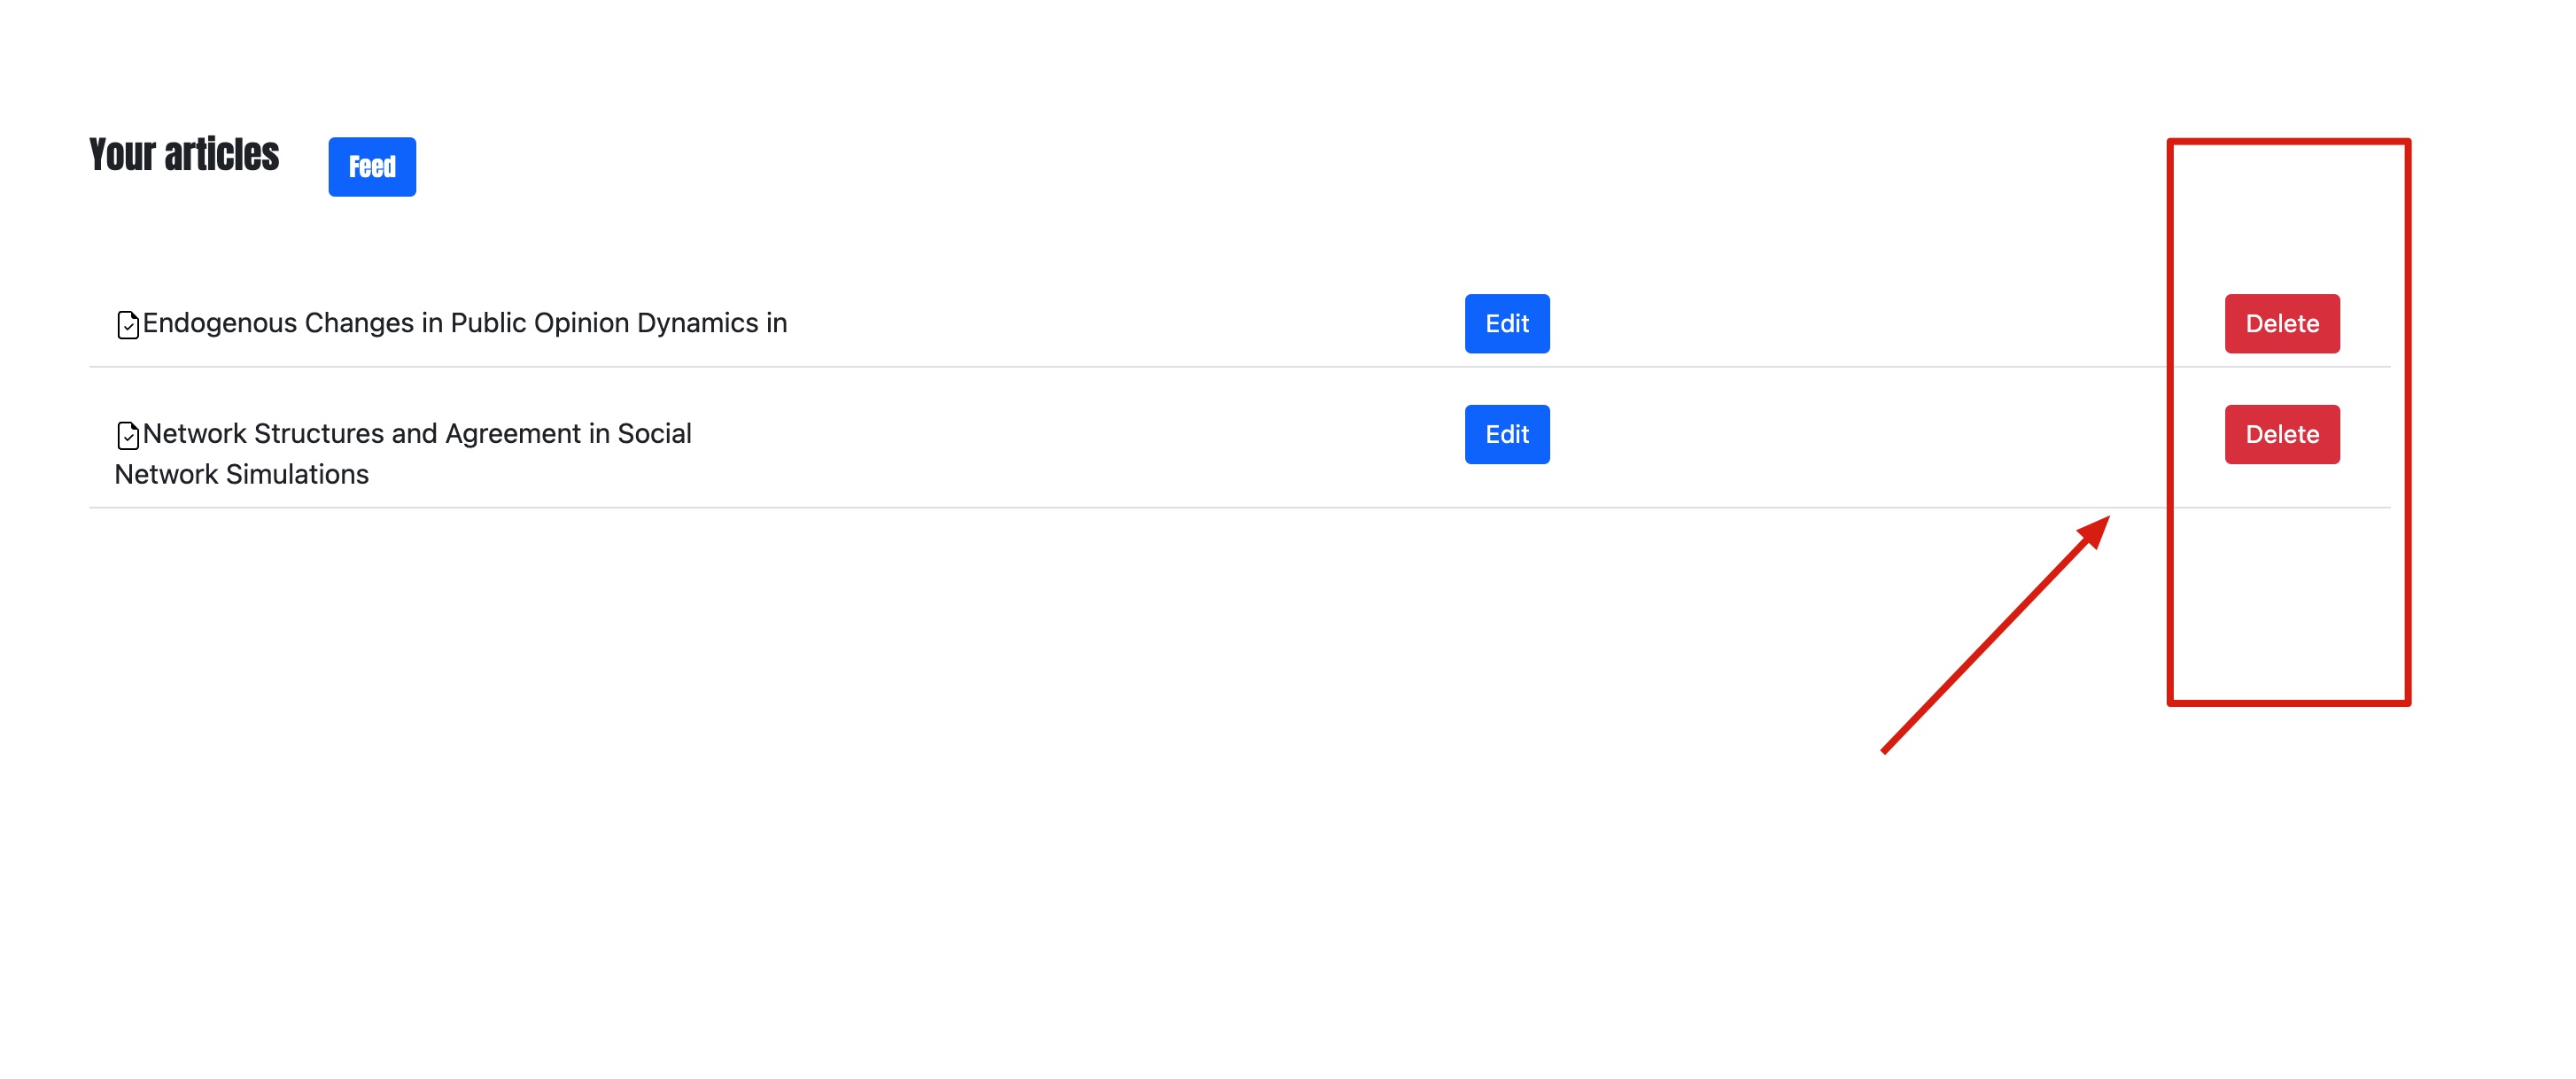 Your articles Feed
Endogenous Changes in Public Opinion Dynamics in Edit Delete
Network Structures and Agreement in Social Edit Delete
Network Simulations